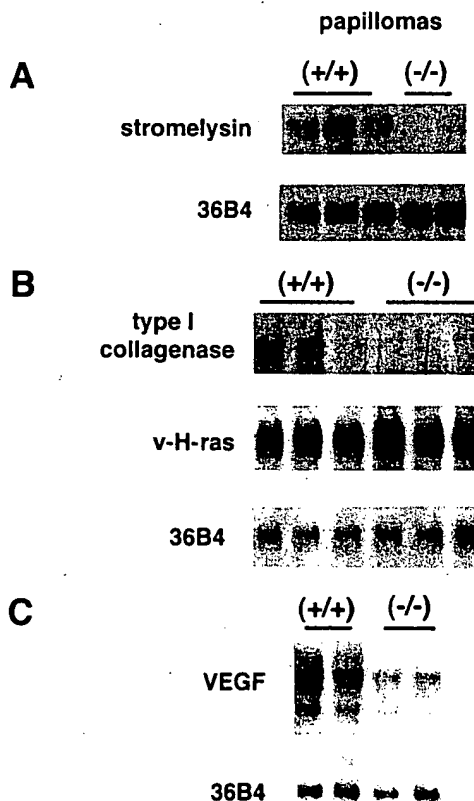 papillomas
A
(+/+) (-/-)
stromelysin
36B4
B
(+/+) (-/-)
type I
collagenase
v-H-ras
36B4
C
(+/+) (-/-)
VEGF
36B4